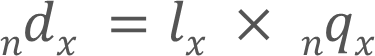 ₙdₓ = lₓ × ₙqₓ